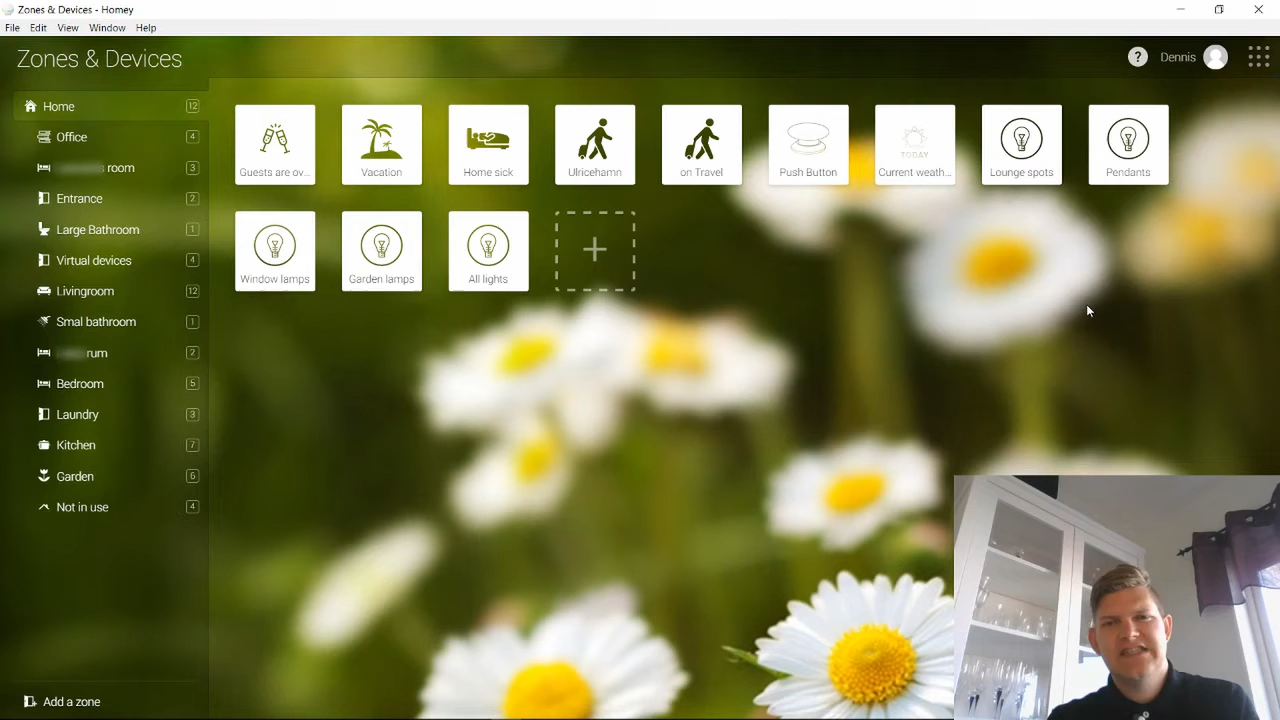 Zones & Devices - Homey
File Edit View Window Help
Zones & Devices
? Dennis
Home 12
Office 4
room 3
Entrance 2
Large Bathroom 1
Virtual devices 4
Livingroom 12
Smal bathroom 1
rum 2
Bedroom 5
Laundry 3
Kitchen 7
Garden 6
Not in use 4
Add a zone
TODAY
Guests are ov... Vacation Home sick Ulricehamn on Travel Push Button Current weath... Lounge spots Pendants
Window lamps Garden lamps All lights